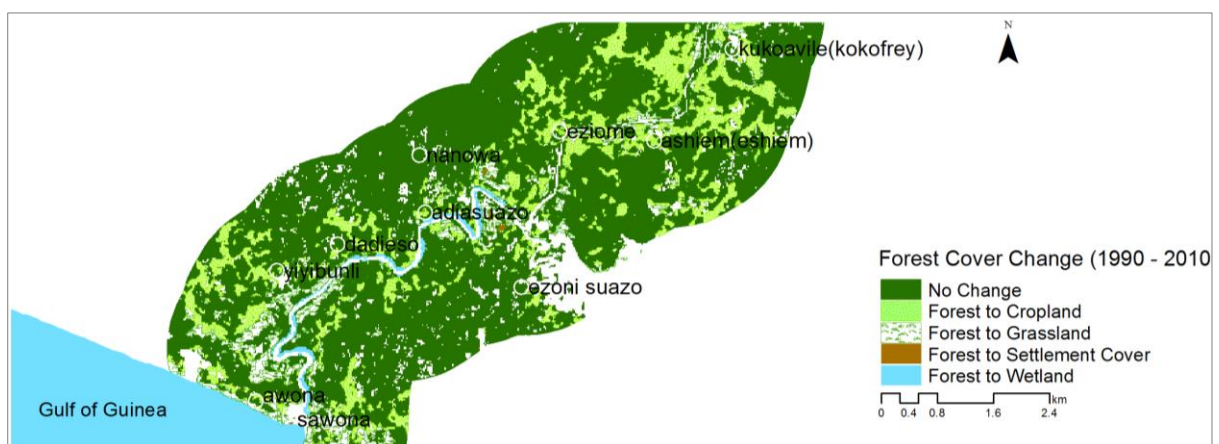 N
kukoavile(kokofrey)
eziome
ashiem(eshiem)
nanowa
adiasuazo
dadieso
yiyibunli
ezoni suazo
awona
sawona
Gulf of Guinea
Forest Cover Change (1990 - 2010
No Change
Forest to Cropland
Forest to Grassland
Forest to Settlement Cover
Forest to Wetland
km
0 0.4 0.8 1.6 2.4